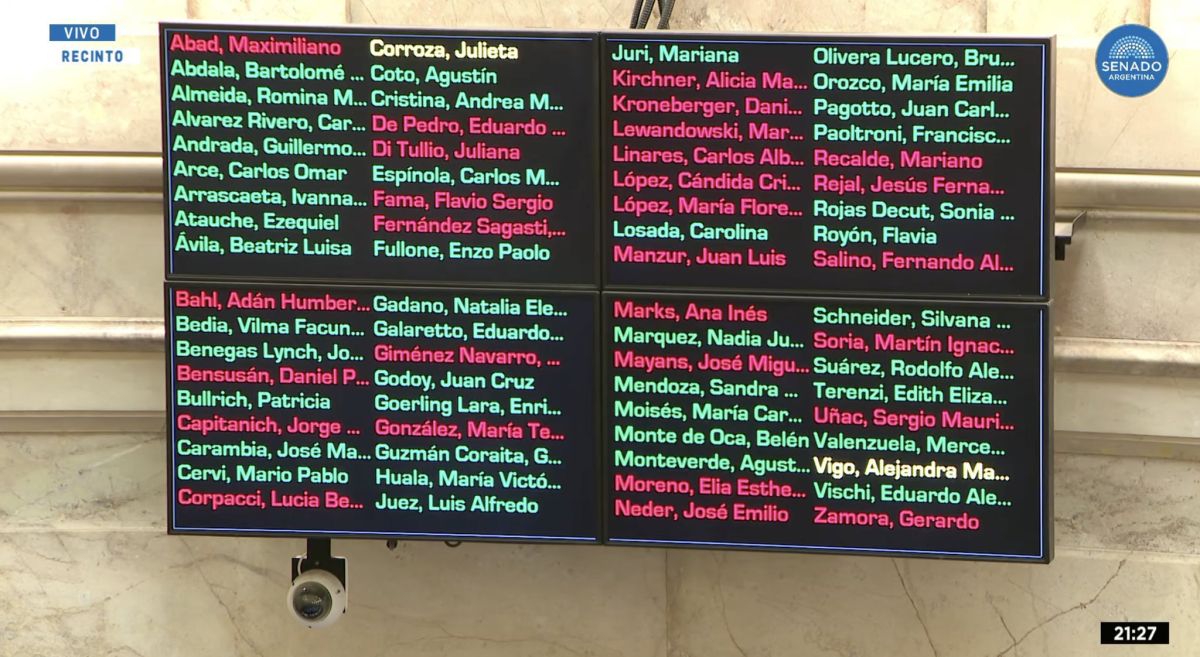 VIVO
RECINTO
Abad, Maximiliano
Abdala, Bartolomé ...
Almeida, Romina M...
Alvarez Rivero, Car...
Andrada, Guillermo...
Arce, Carlos Omar
Arrascaeta, Ivanna...
Atauche, Ezequiel
Ávila, Beatriz Luisa
Bahl, Adán Humber...
Bedia, Vilma Facun...
Benegas Lynch, Jo...
Bensusán, Daniel P...
Bullrich, Patricia
Capitanich, Jorge ...
Carambia, José Ma...
Cervi, Mario Pablo
Corpacci, Lucia Be...
Corroza, Julieta
Coto, Agustín
Cristina, Andrea M...
De Pedro, Eduardo ...
Di Tullio, Juliana
Espínola, Carlos M...
Fama, Flavio Sergio
Fernández Sagasti,...
Fullone, Enzo Paolo
Gadano, Natalia Ele...
Galaretto, Eduardo...
Giménez Navarro, ...
Godoy, Juan Cruz
Goerling Lara, Enri...
González, María Te...
Guzmán Coraita, G...
Huala, María Victó...
Juez, Luis Alfredo
Juri, Mariana
Kirchner, Alicia Ma...
Kroneberger, Dani...
Lewandowski, Mar...
Linares, Carlos Alb...
López, Cándida Cri...
López, María Flore...
Losada, Carolina
Manzur, Juan Luis
Marks, Ana Inés
Marquez, Nadia Ju...
Mayans, José Migu...
Mendoza, Sandra ...
Moisés, María Car...
Monte de Oca, Belén
Monteverde, Agust...
Moreno, Elia Esthe...
Neder, José Emilio
Olivera Lucero, Bru...
Orozco, María Emilia
Pagotto, Juan Carl...
Paoltroni, Francisc...
Recalde, Mariano
Rejal, Jesús Ferna...
Rojas Decut, Sonia ...
Royón, Flavia
Salino, Fernando Al...
Schneider, Silvana ...
Soria, Martín Ignac...
Suárez, Rodolfo Ale...
Terenzi, Edith Eliza...
Uñac, Sergio Mauri...
Valenzuela, Merce...
Vigo, Alejandra Ma...
Vischi, Eduardo Ale...
Zamora, Gerardo
SENADO
ARGENTINA
21:27